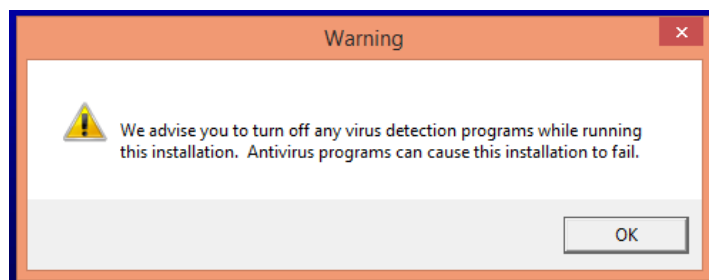 Warning
We advise you to turn off any virus detection programs while running
this installation.  Antivirus programs can cause this installation to fail.
OK